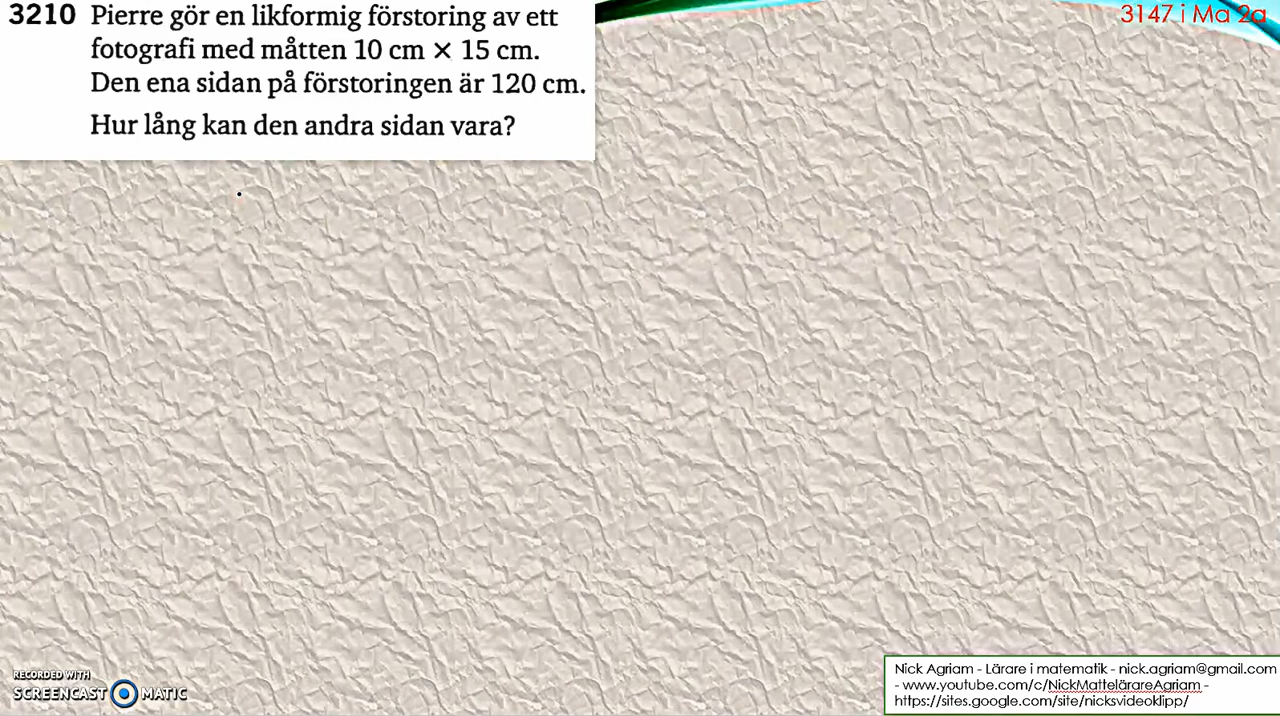 3210 Pierre gör en likformig förstoring av ett
fotografi med måtten 10 cm × 15 cm.
Den ena sidan på förstoringen är 120 cm.
Hur lång kan den andra sidan vara?
3147 i Ma 2a
RECORDED WITH
SCREENCAST MATIC
Nick Agriam - Lärare i matematik - nick.agriam@gmail.com
- www.youtube.com/c/NickMattelärareAgriam -
https://sites.google.com/site/nicksvideoklipp/